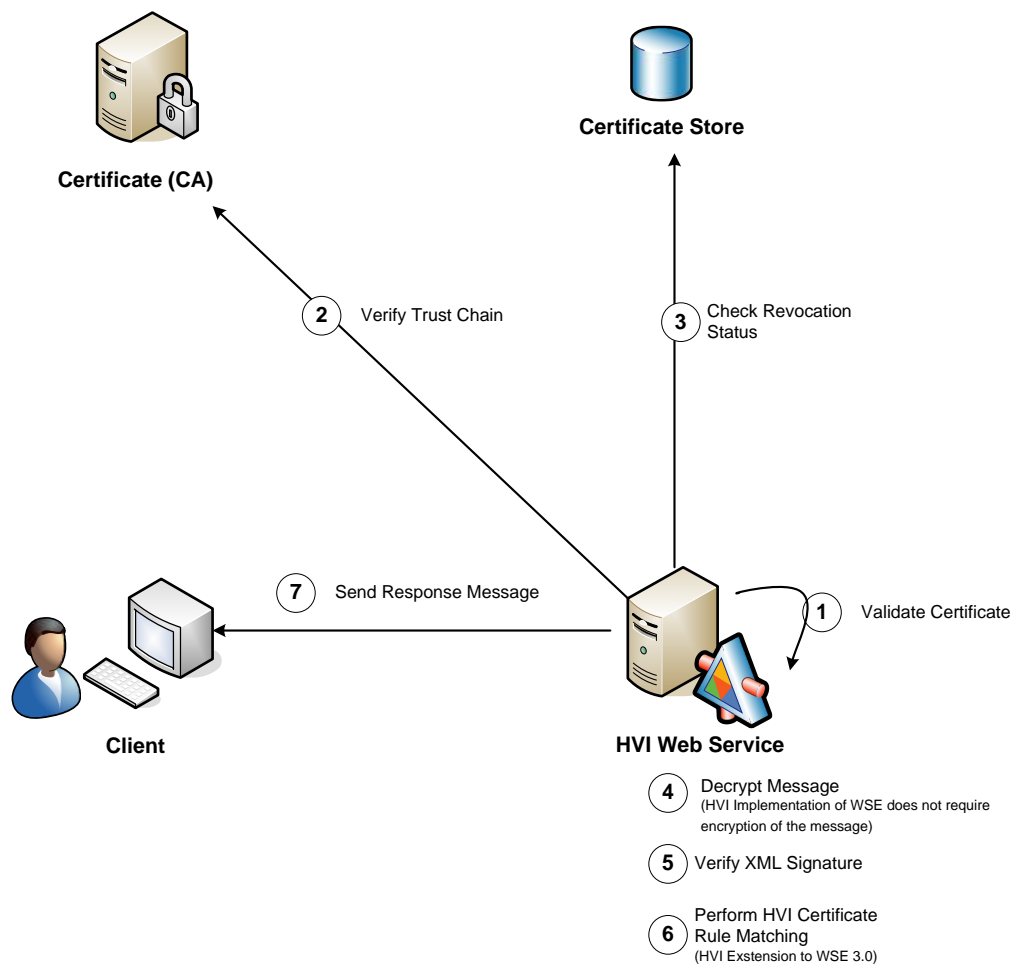 Certificate (CA)
Certificate Store
2
Verify Trust Chain
3
Check Revocation
Status
7
Send Response Message
1
Validate Certificate
Client
HVI Web Service
4
Decrypt Message
(HVI Implementation of WSE does not require
encryption of the message)
5
Verify XML Signature
6
Perform HVI Certificate
Rule Matching
(HVI Exstension to WSE 3.0)